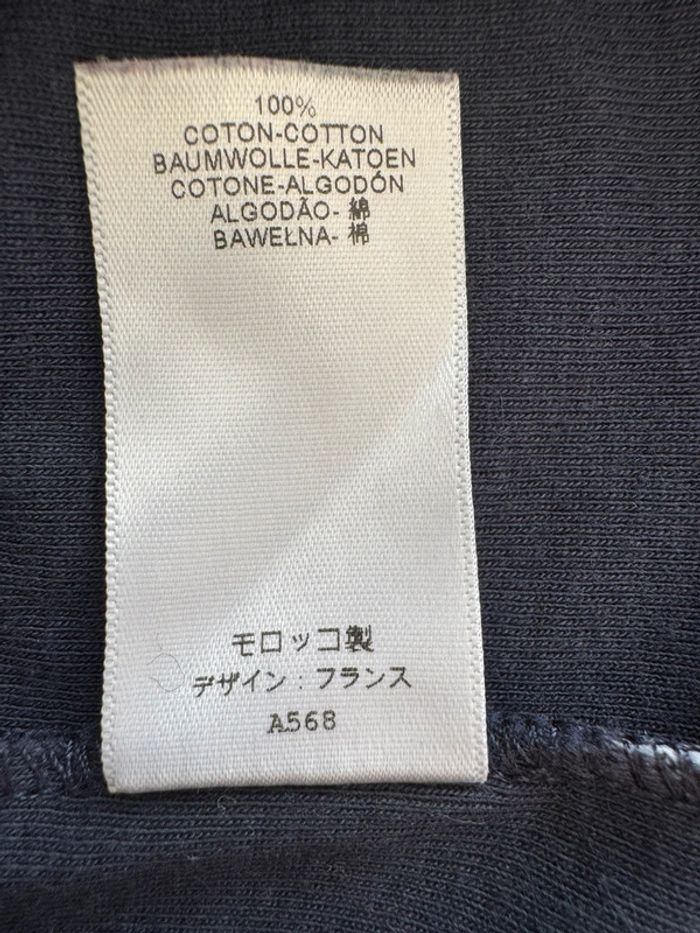 100%
COTON-COTTON
BAUMWOLLE-KATOEN
COTONE-ALGODÓN
ALGODÃO- 綿
BAWEŁNA- 棉
モロッコ製
デザイン：フランス
A568